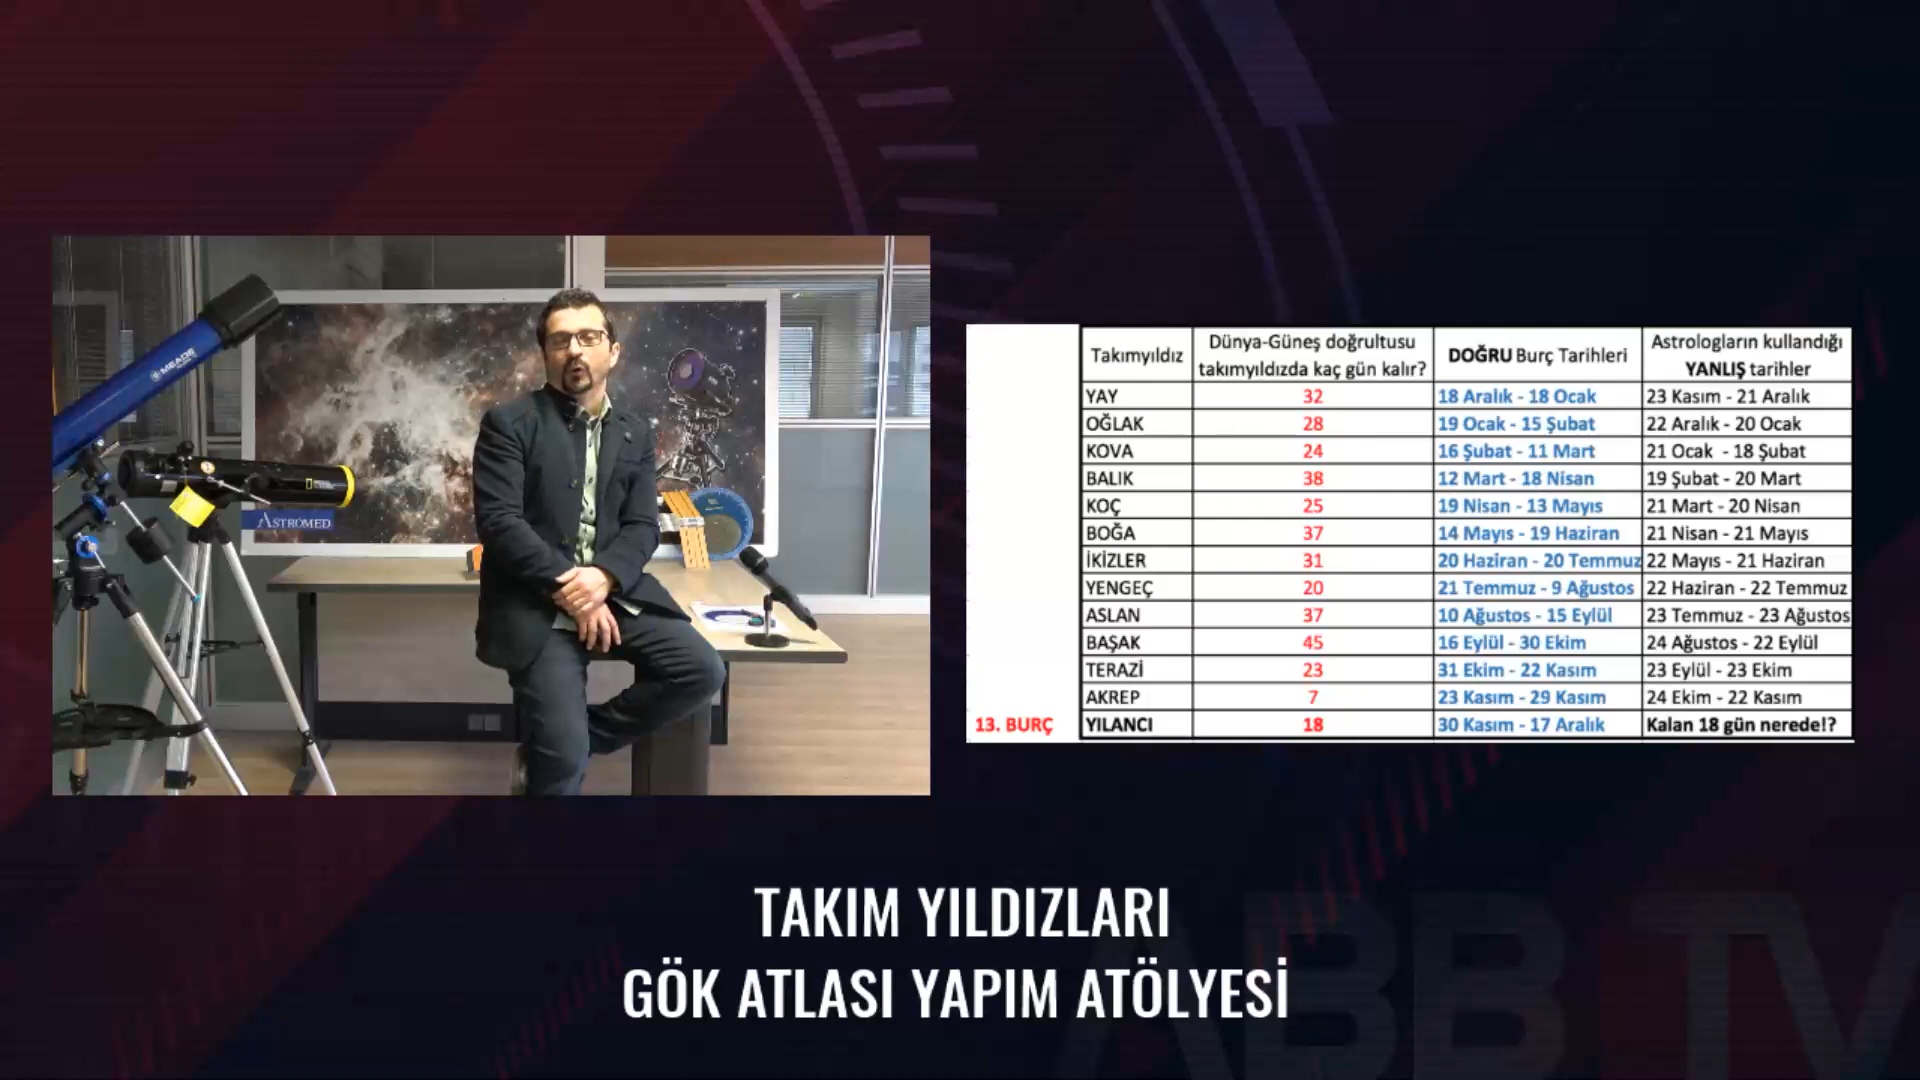 MEADE
ASTROMED
Takımyıldız
Dünya-Güneş doğrultusu
takımyıldızda kaç gün kalır?
DOĞRU Burç Tarihleri
Astrologların kullandığı
YANLIŞ tarihler
YAY 32 18 Aralık - 18 Ocak 23 Kasım - 21 Aralık
OĞLAK 28 19 Ocak - 15 Şubat 22 Aralık - 20 Ocak
KOVA 24 16 Şubat - 11 Mart 21 Ocak - 18 Şubat
BALIK 38 12 Mart - 18 Nisan 19 Şubat - 20 Mart
KOÇ 25 19 Nisan - 13 Mayıs 21 Mart - 20 Nisan
BOĞA 37 14 Mayıs - 19 Haziran 21 Nisan - 21 Mayıs
İKİZLER 31 20 Haziran - 20 Temmuz 22 Mayıs - 21 Haziran
YENGEÇ 20 21 Temmuz - 9 Ağustos 22 Haziran - 22 Temmuz
ASLAN 37 10 Ağustos - 15 Eylül 23 Temmuz - 23 Ağustos
BAŞAK 45 16 Eylül - 30 Ekim 24 Ağustos - 22 Eylül
TERAZİ 23 31 Ekim - 22 Kasım 23 Eylül - 23 Ekim
AKREP 7 23 Kasım - 29 Kasım 24 Ekim - 22 Kasım
13. BURÇ YILANCI 18 30 Kasım - 17 Aralık Kalan 18 gün nerede!?
TAKIM YILDIZLARI
GÖK ATLASI YAPIM ATÖLYESİ
ABB TV